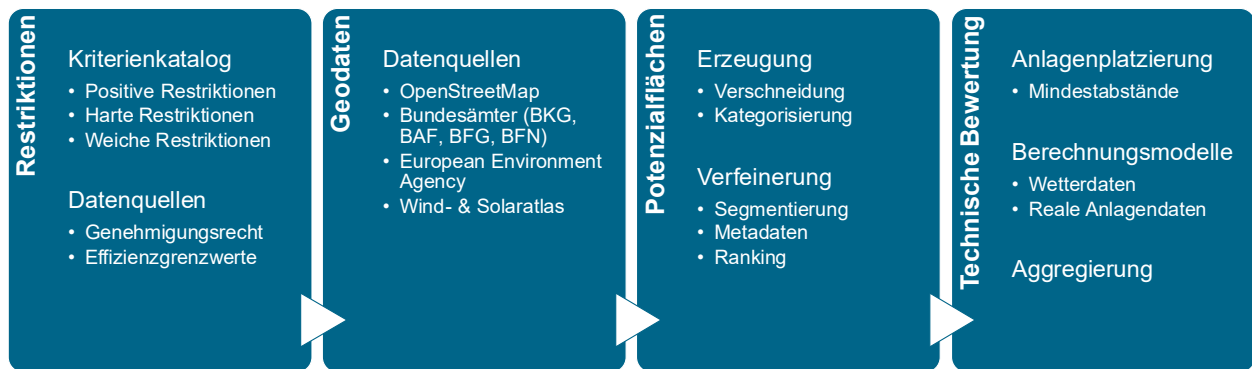 Restriktionen
Kriterienkatalog
• Positive Restriktionen
• Harte Restriktionen
• Weiche Restriktionen
Datenquellen
• Genehmigungsrecht
• Effizienzgrenzwerte
Geodaten
Datenquellen
• OpenStreetMap
• Bundesämter (BKG,
BAF, BFG, BFN)
• European Environment
Agency
• Wind- & Solaratlas
Potenzialflächen
Erzeugung
• Verschneidung
• Kategorisierung
Verfeinerung
• Segmentierung
• Metadaten
• Ranking
Technische Bewertung
Anlagenplatzierung
• Mindestabstände
Berechnungsmodelle
• Wetterdaten
• Reale Anlagendaten
Aggregierung